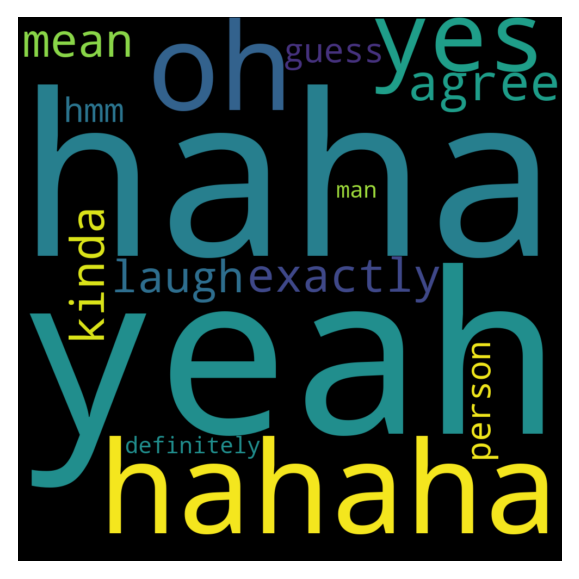 mean
oh
guess
yes
agree
hmm
haha
man
kinda
laugh
exactly
yeah
person
definitely
hahaha